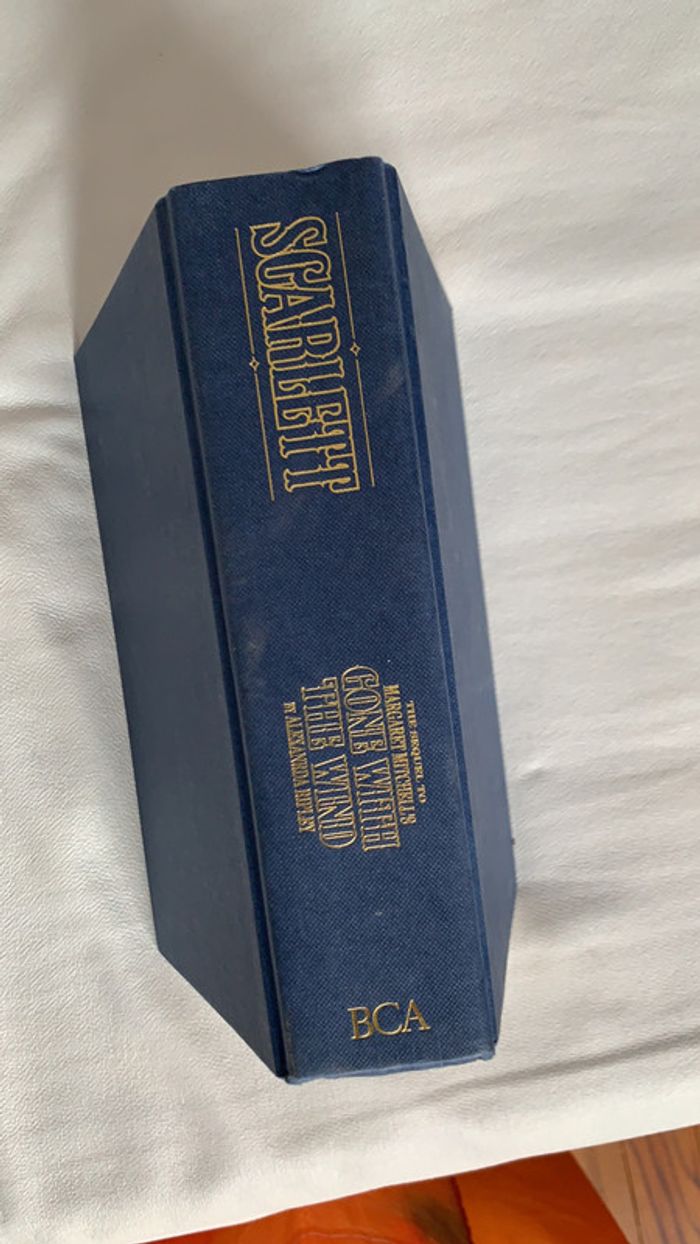 SCARLETT
THE SEQUEL TO
MARGARET MITCHELL'S
GONE WITH
THE WIND
BY ALEXANDRA RIPLEY
BCA